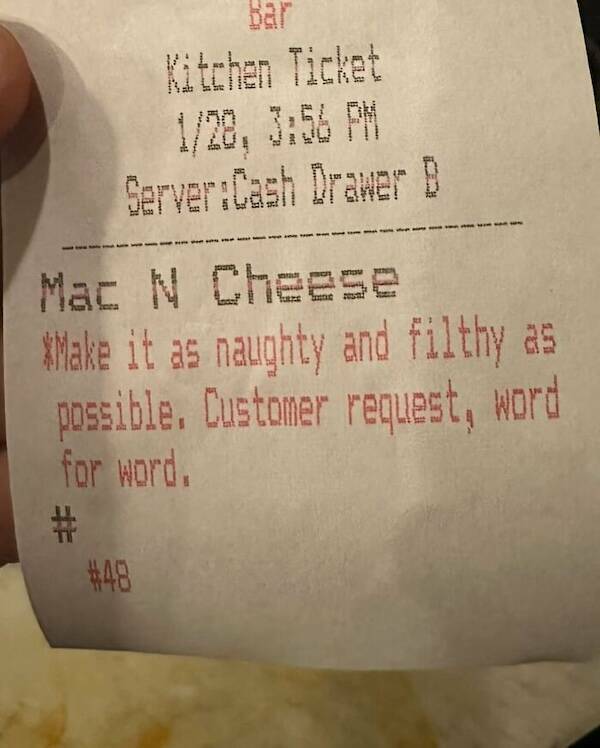 Bar
Kitchen Ticket
1/28, 3:56 PM
Server:Cash Drawer B
Mac N Cheese
*Make it as naughty and filthy as
possible. Customer request, word
for word.
#
#48